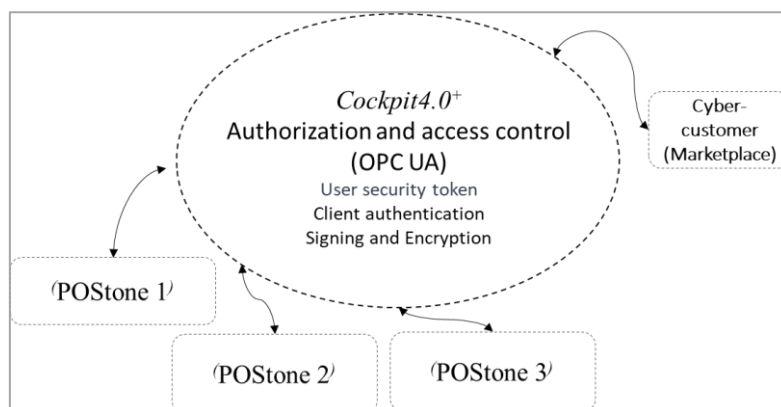 Cockpit4.0⁺
Authorization and access control
(OPC UA)
User security token
Client authentication
Signing and Encryption
Cyber-
customer
(Marketplace)
(POStone 1)
(POStone 2)
(POStone 3)